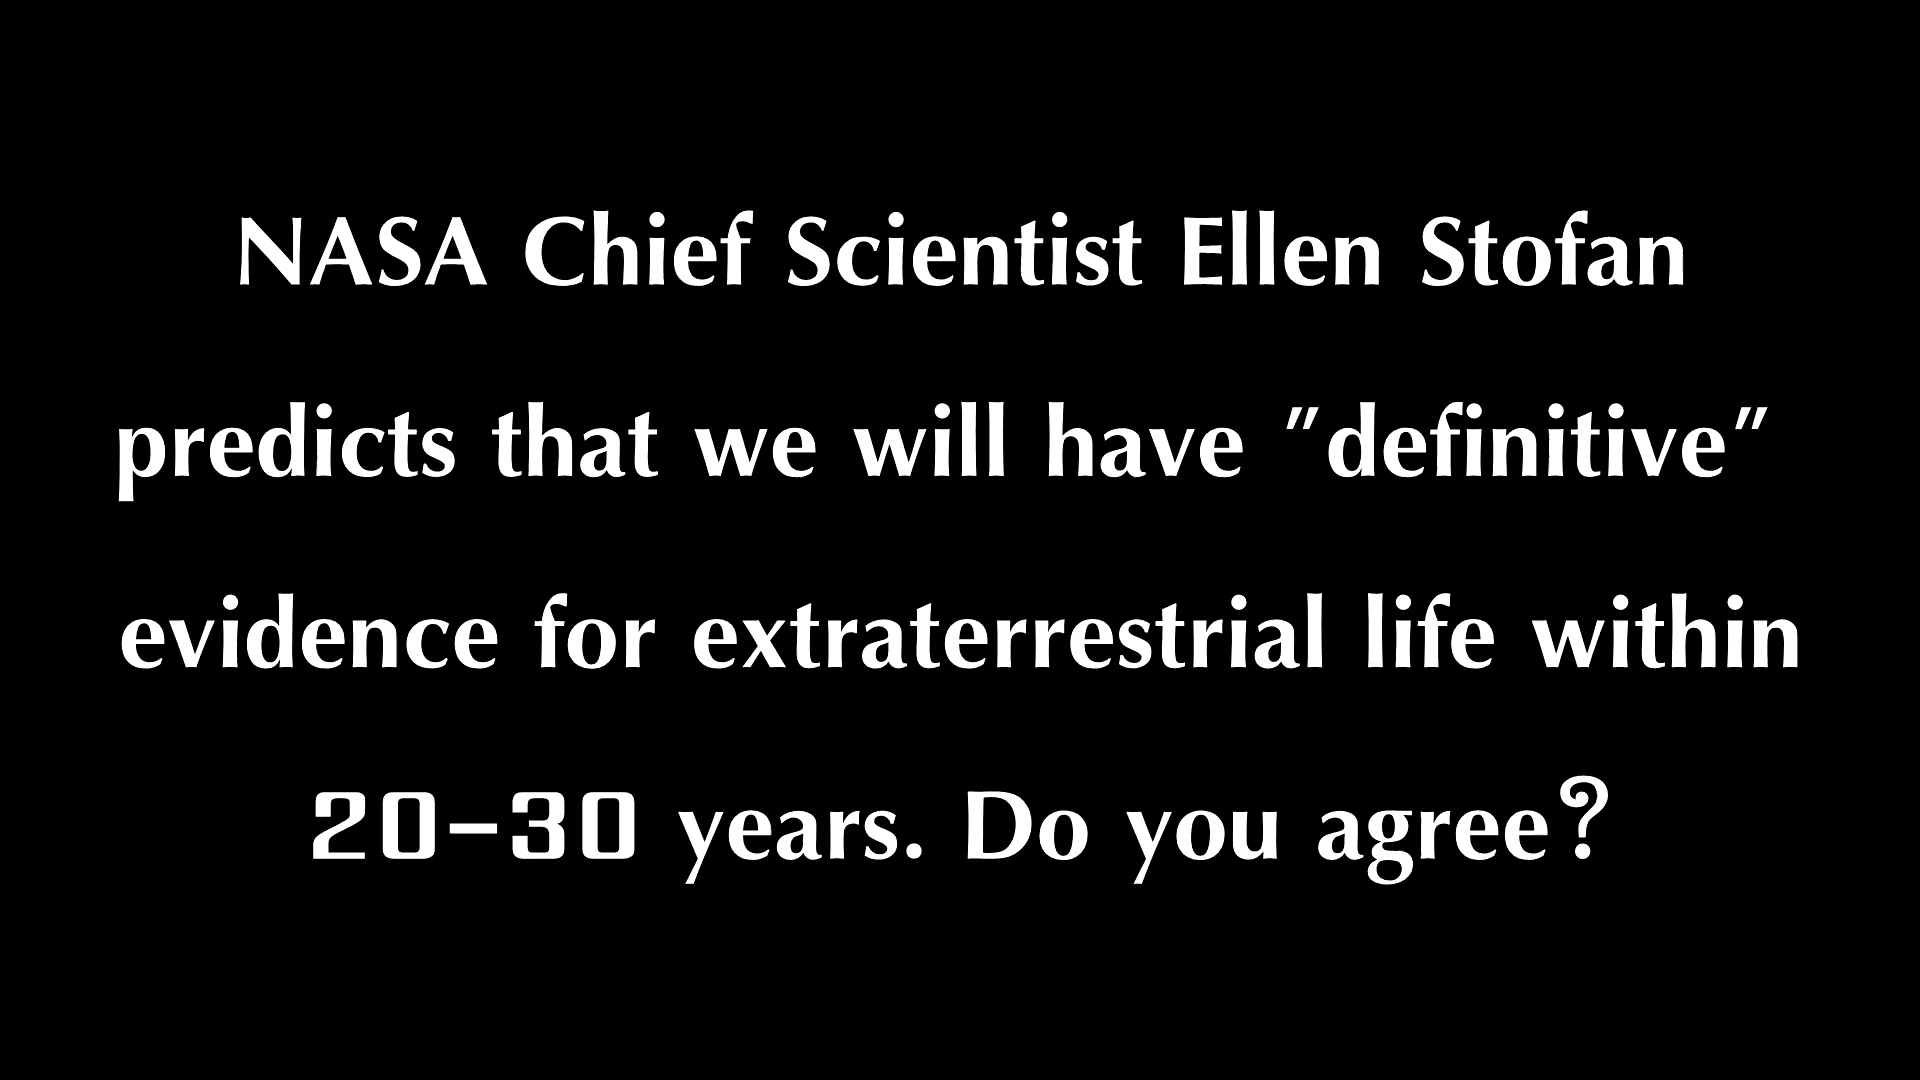 NASA Chief Scientist Ellen Stofan
predicts that we will have "definitive"
evidence for extraterrestrial life within
20-30 years. Do you agree?